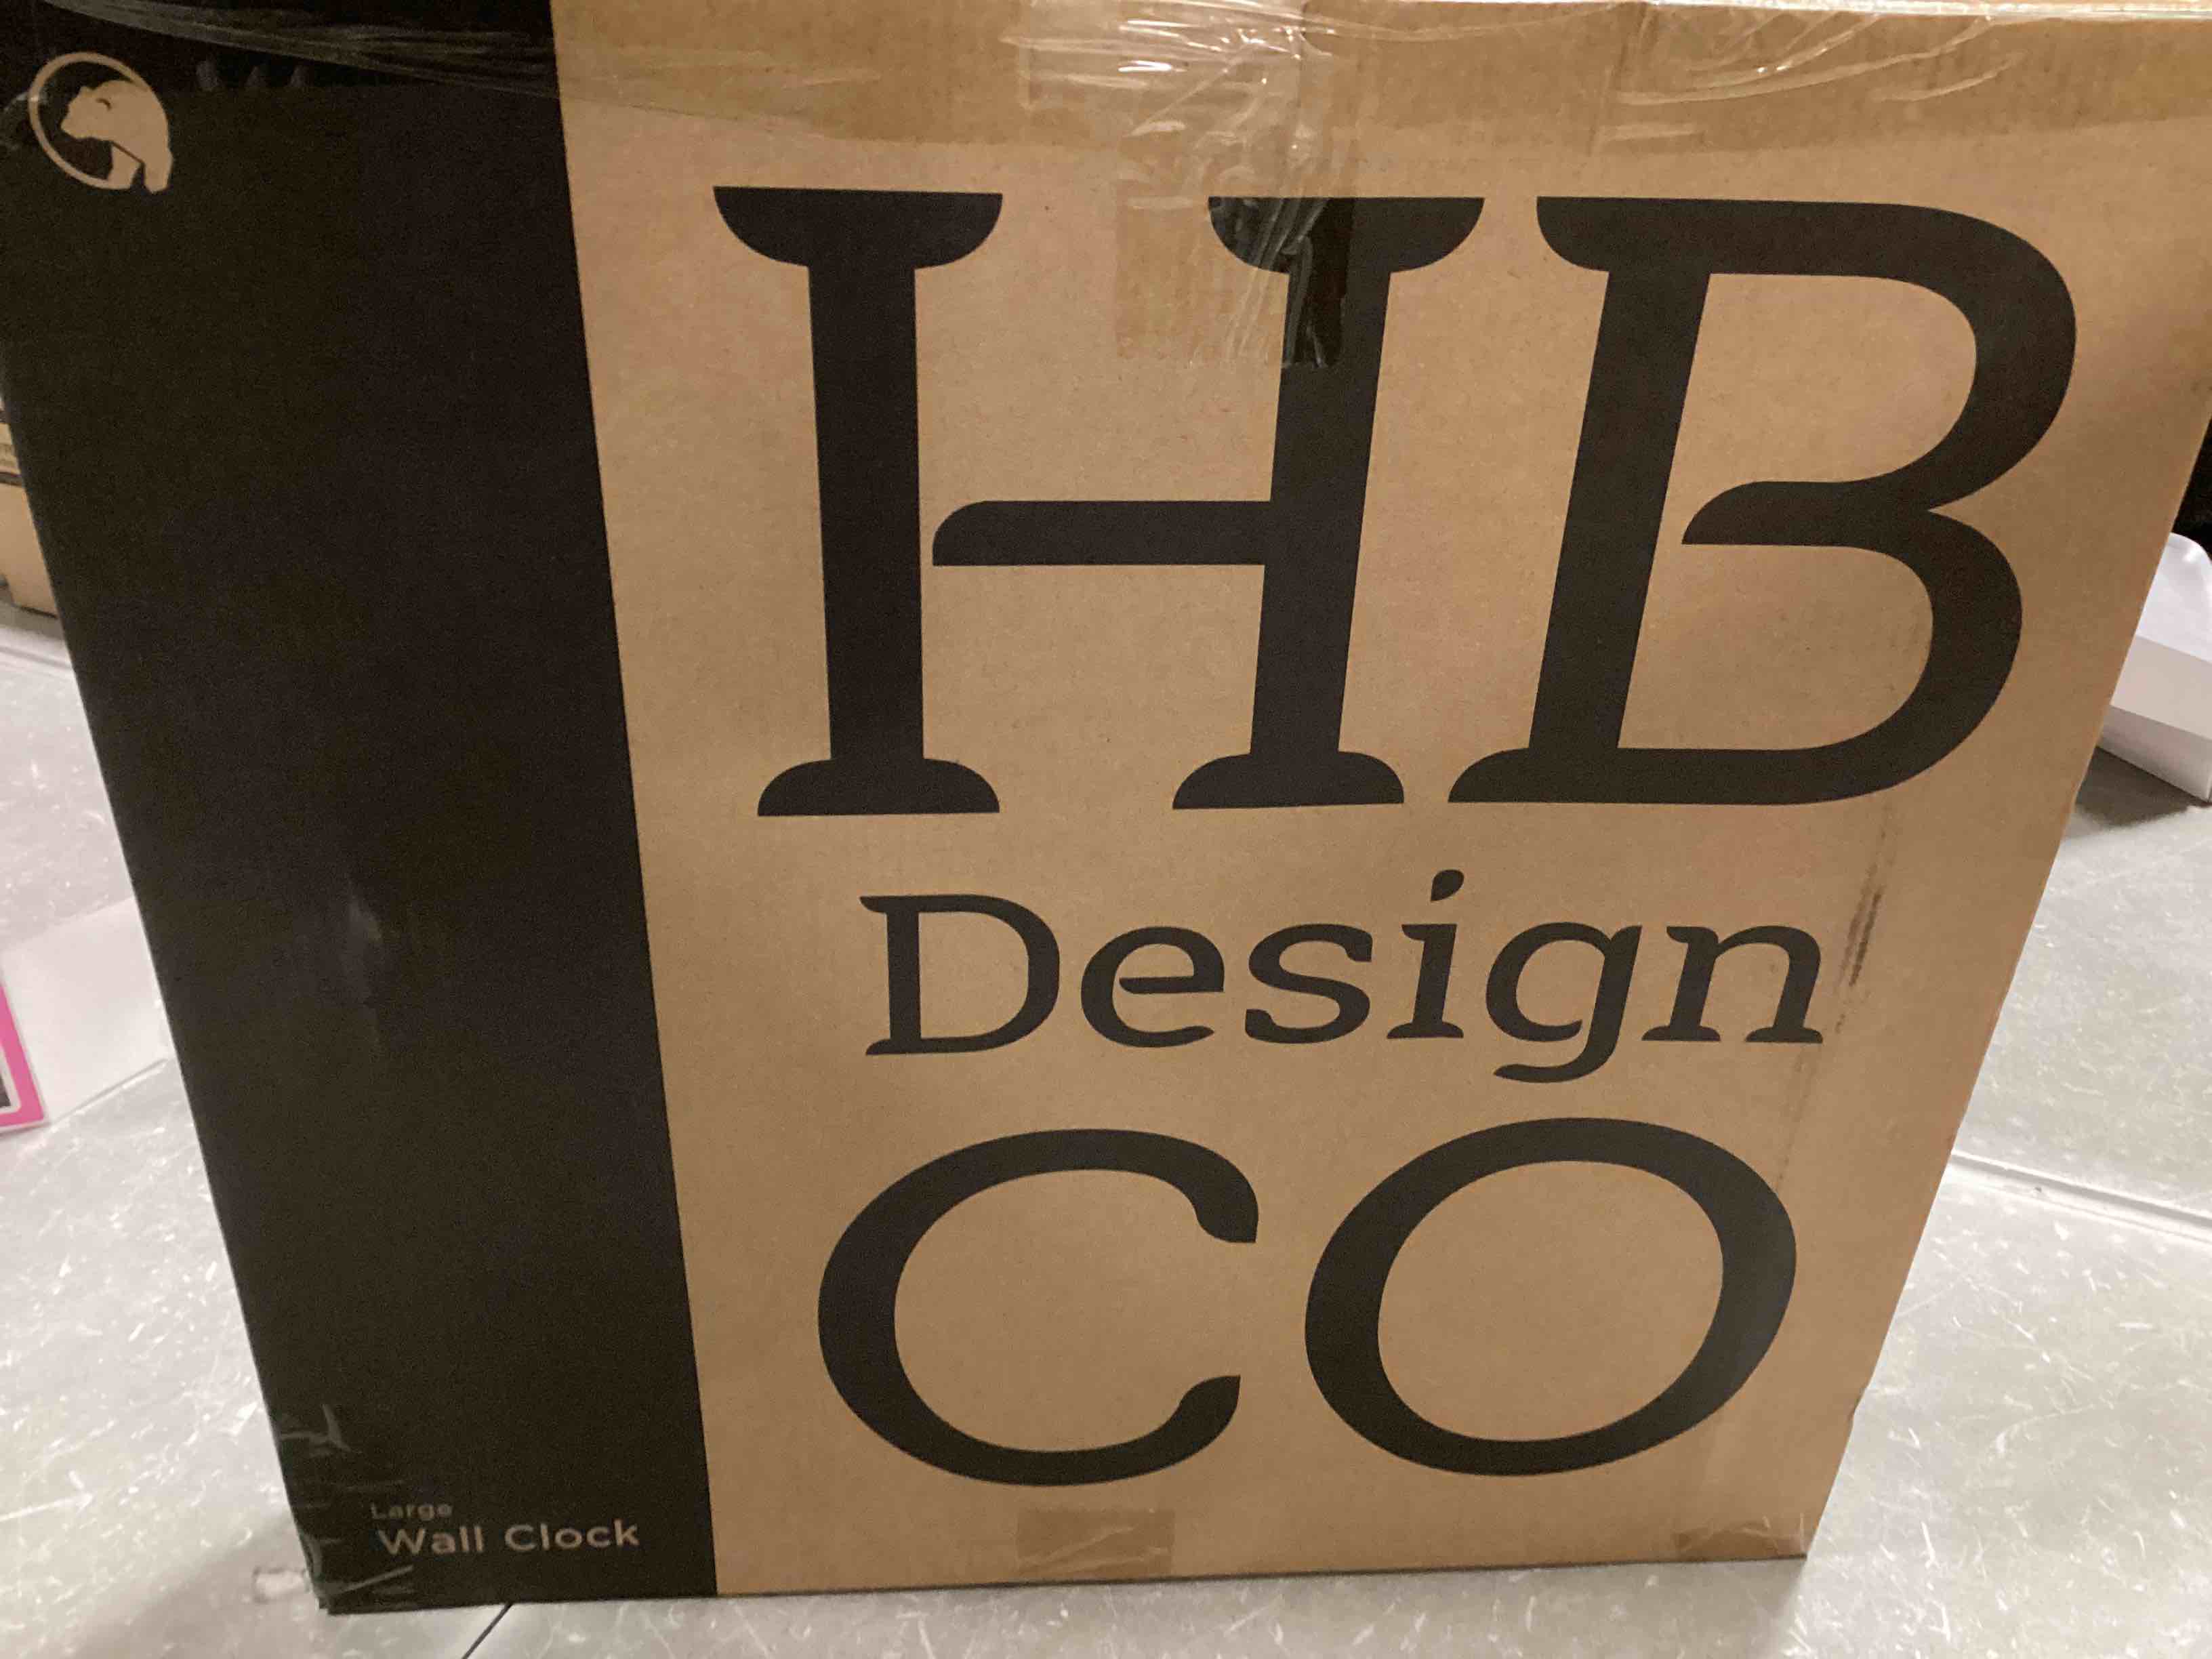 HB
Design
CO
Large
Wall Clock